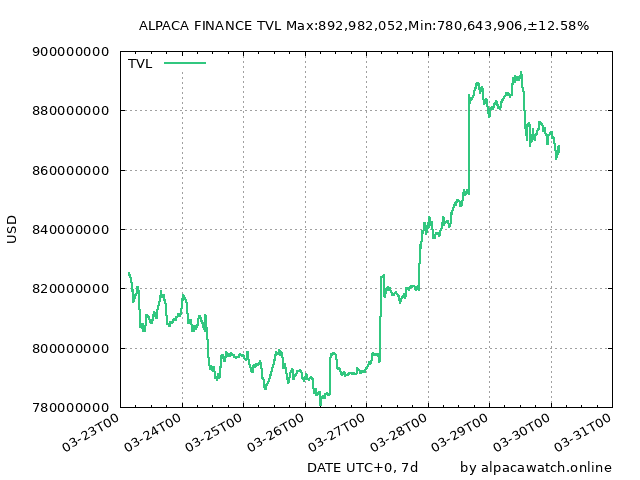 ALPACA FINANCE TVL Max:892,982,052,Min:780,643,906,±12.58%
900000000
TVL
880000000
860000000
840000000
USD
820000000
800000000
780000000
03-23T00
03-24T00
03-25T00
03-26T00
03-27T00
03-28T00
03-29T00
03-30T00
03-31T00
DATE UTC+0, 7d
by alpacawatch.online